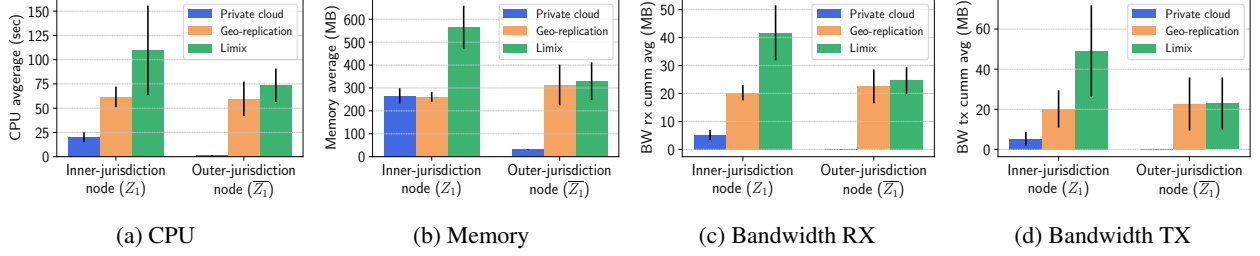 150
125
100
75
50
25
0
CPU avgerage (sec)
Private cloud
Geo-replication
Limix
Inner-jurisdiction
node (Z₁)
Outer-jurisdiction
node (Z̅₁)
(a) CPU
600
500
400
300
200
100
0
Memory average (MB)
Private cloud
Geo-replication
Limix
Inner-jurisdiction
node (Z₁)
Outer-jurisdiction
node (Z̅₁)
(b) Memory
50
40
30
20
10
0
BW rx cumm avg (MB)
Private cloud
Geo-replication
Limix
Inner-jurisdiction
node (Z₁)
Outer-jurisdiction
node (Z̅₁)
(c) Bandwidth RX
60
40
20
0
BW tx cumm avg (MB)
Private cloud
Geo-replication
Limix
Inner-jurisdiction
node (Z₁)
Outer-jurisdiction
node (Z̅₁)
(d) Bandwidth TX